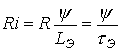 Ri = R ψ/L_Э = ψ/τ_Э